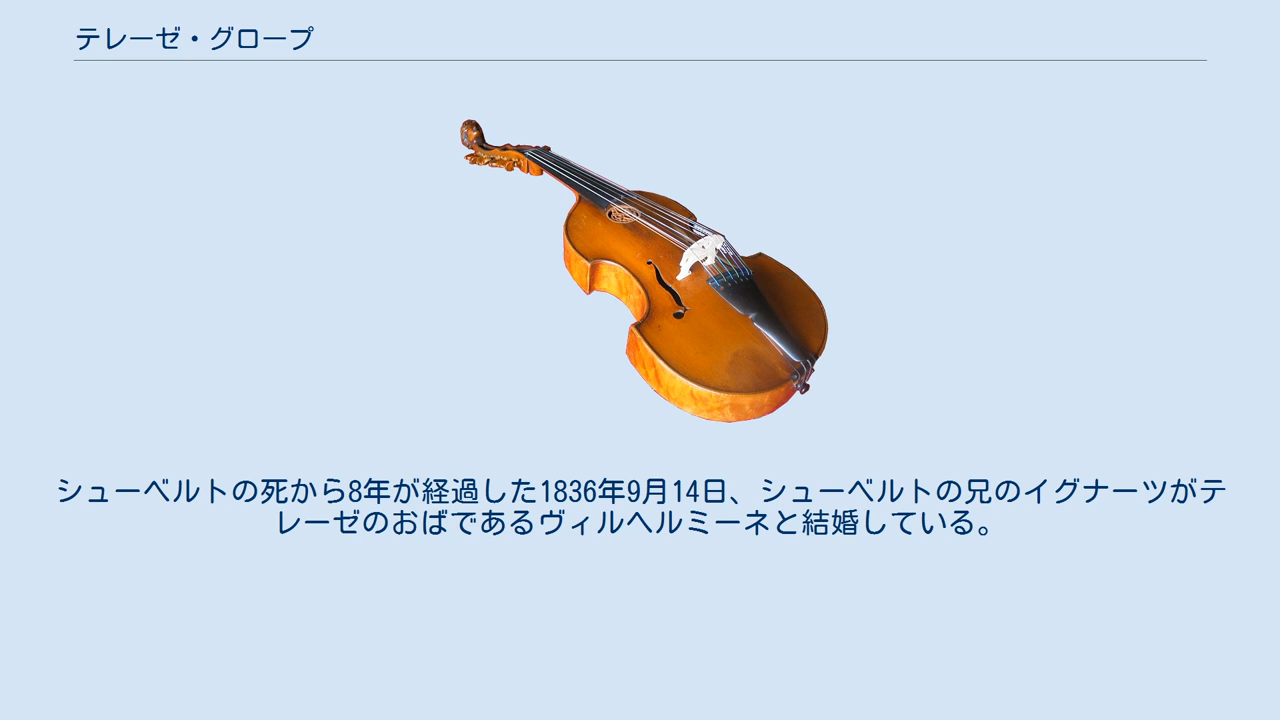 テレーゼ・グロープ
シューベルトの死から8年が経過した1836年9月14日、シューベルトの兄のイグナーツがテ
レーゼのおばであるヴィルヘルミーネと結婚している。